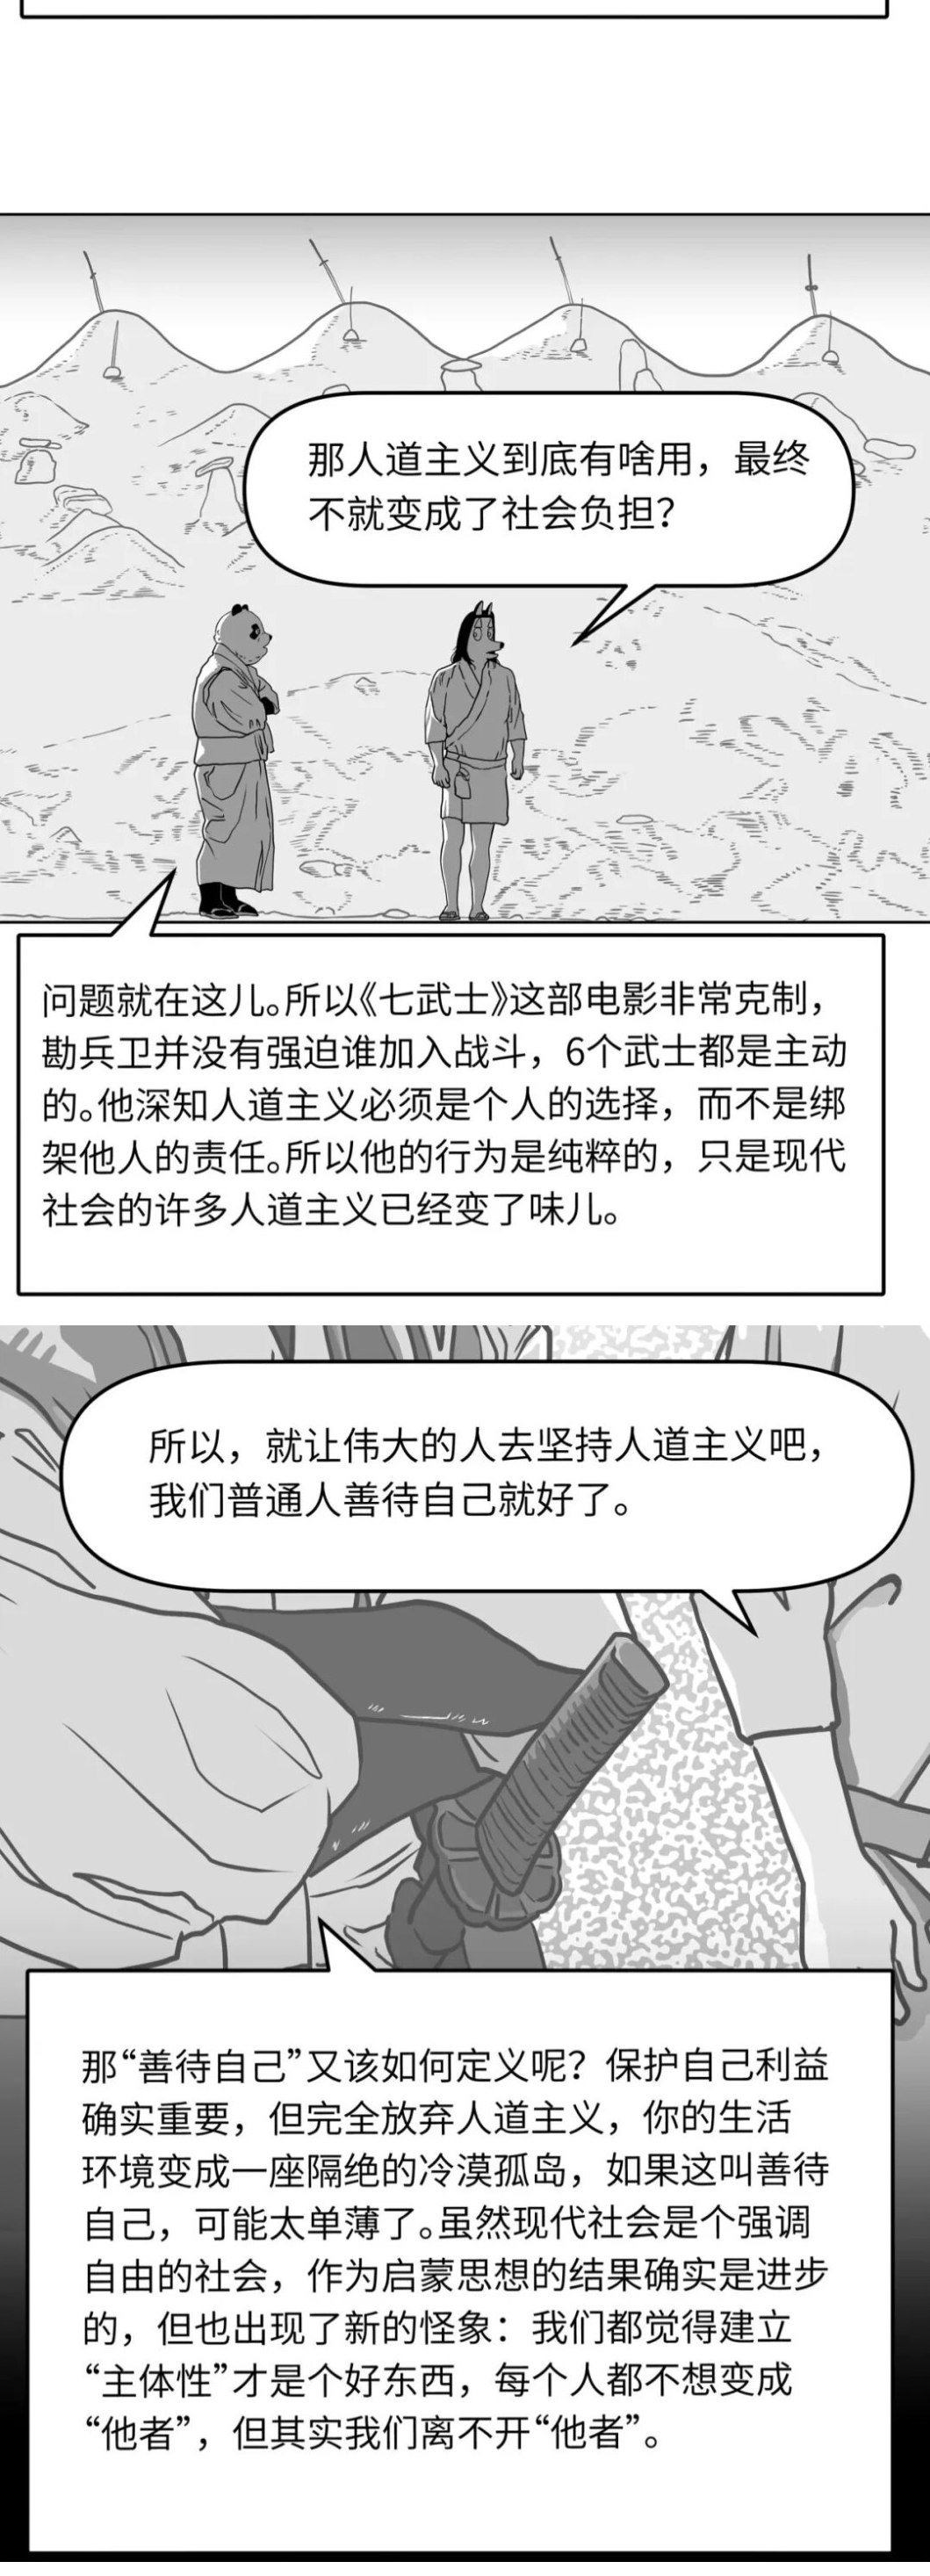 那人道主义到底有啥用，最终
不就变成了社会负担？
问题就在这儿。所以《七武士》这部电影非常克制，
勘兵卫并没有强迫谁加入战斗，6个武士都是主动
的。他深知人道主义必须是个人的选择，而不是绑
架他人的责任。所以他的行为是纯粹的，只是现代
社会的许多人道主义已经变了味儿。
所以，就让伟大的人去坚持人道主义吧，
我们普通人善待自己就好了。
那“善待自己”又该如何定义呢？保护自己利益
确实重要，但完全放弃人道主义，你的生活
环境变成一座隔绝的冷漠孤岛，如果这叫善待
自己，可能太单薄了。虽然现代社会是个强调
自由的社会，作为启蒙思想的结果确实是进步
的，但也出现了新的怪象：我们都觉得建立
“主体性”才是个好东西，每个人都不想变成
“他者”，但其实我们离不开“他者”。